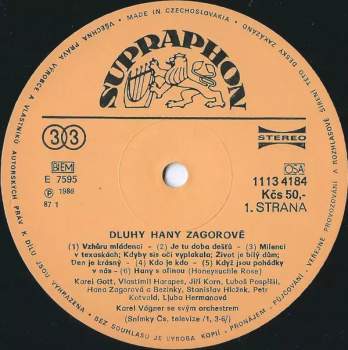 MADE IN CZECHOSLOVAKIA • VŠECHNA PRÁVA VÝROBCE A VLASTNÍKŮ AUTORSKÝCH PRÁV K DÍLU JSOU VYHRAZENA • BEZ SOUHLASU JE VÝROBA KOPIÍ, PRONÁJEM, PŮJČOVÁNÍ, VEŘEJNÉ PROVOZOVÁNÍ A ROZHLASOVÉ ŠÍŘENÍ TÉTO DESKY ZAKÁZÁNO •
SUPRAPHON
33
STEREO
BIEM
E 7595
℗ 1986
87 1
OSA
1113 4184
Kčs 50,-
1. STRANA
DLUHY HANY ZAGOROVÉ
(1) Vzhůru mládenci - (2) Je tu doba dešťů - (3) Milenci
v texaskách; Kdyby sis oči vyplakala; Život je bílý dům;
Den je krásný - (4) Kdo je kdo - (5) Když jsou pohádky
v nás - (6) Hany s ořinou (Honeysuckle Rose)
Karel Gott, Vlastimil Harapes, Jiří Korn, Luboš Pospíšil,
Hana Zagorová a Bezinky, Stanislav Hložek, Petr
Kotvald, Ljuba Hermanová
Karel Vágner se svým orchestrem
(Snímky Čs. televize /1, 3-6/)